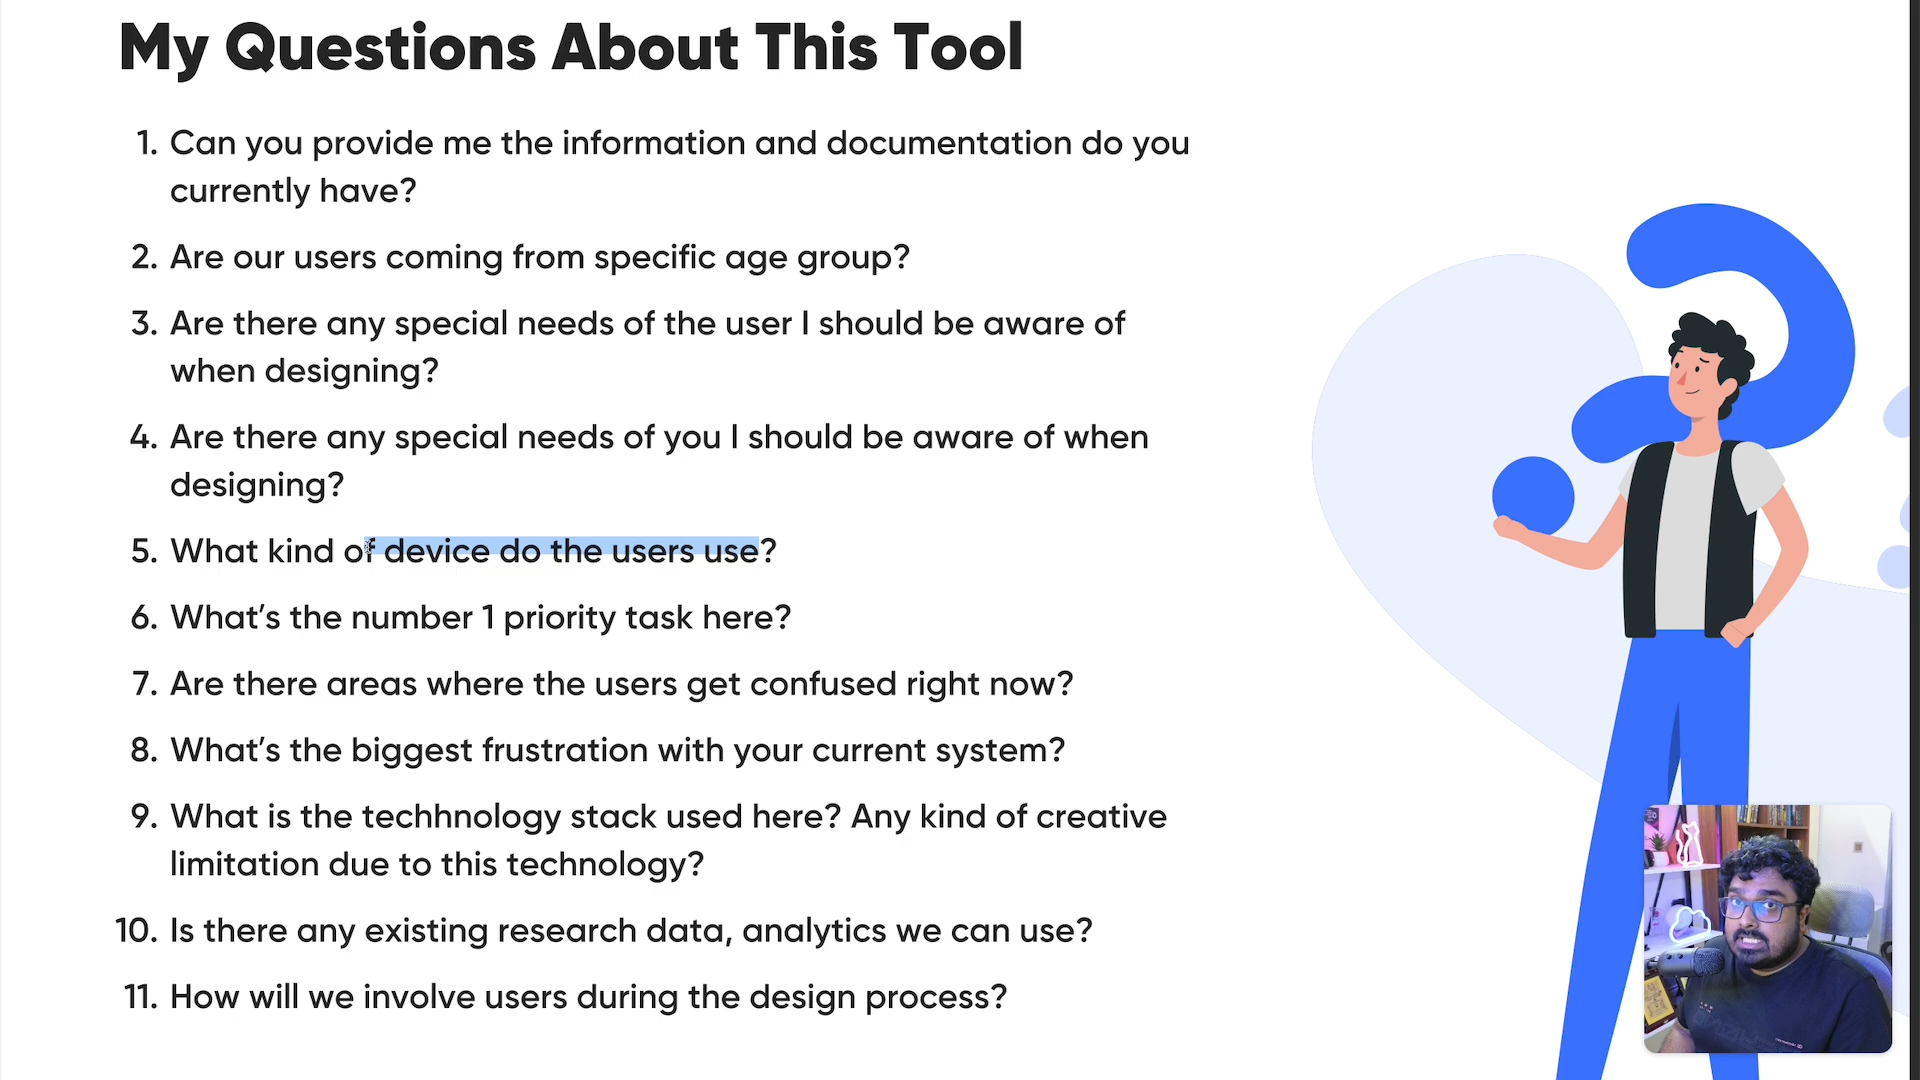 My Questions About This Tool
1. Can you provide me the information and documentation do you
currently have?
2. Are our users coming from specific age group?
3. Are there any special needs of the user I should be aware of
when designing?
4. Are there any special needs of you I should be aware of when
designing?
5. What kind of device do the users use?
6. What's the number 1 priority task here?
7. Are there areas where the users get confused right now?
8. What's the biggest frustration with your current system?
9. What is the techhnology stack used here? Any kind of creative
limitation due to this technology?
10. Is there any existing research data, analytics we can use?
11. How will we involve users during the design process?